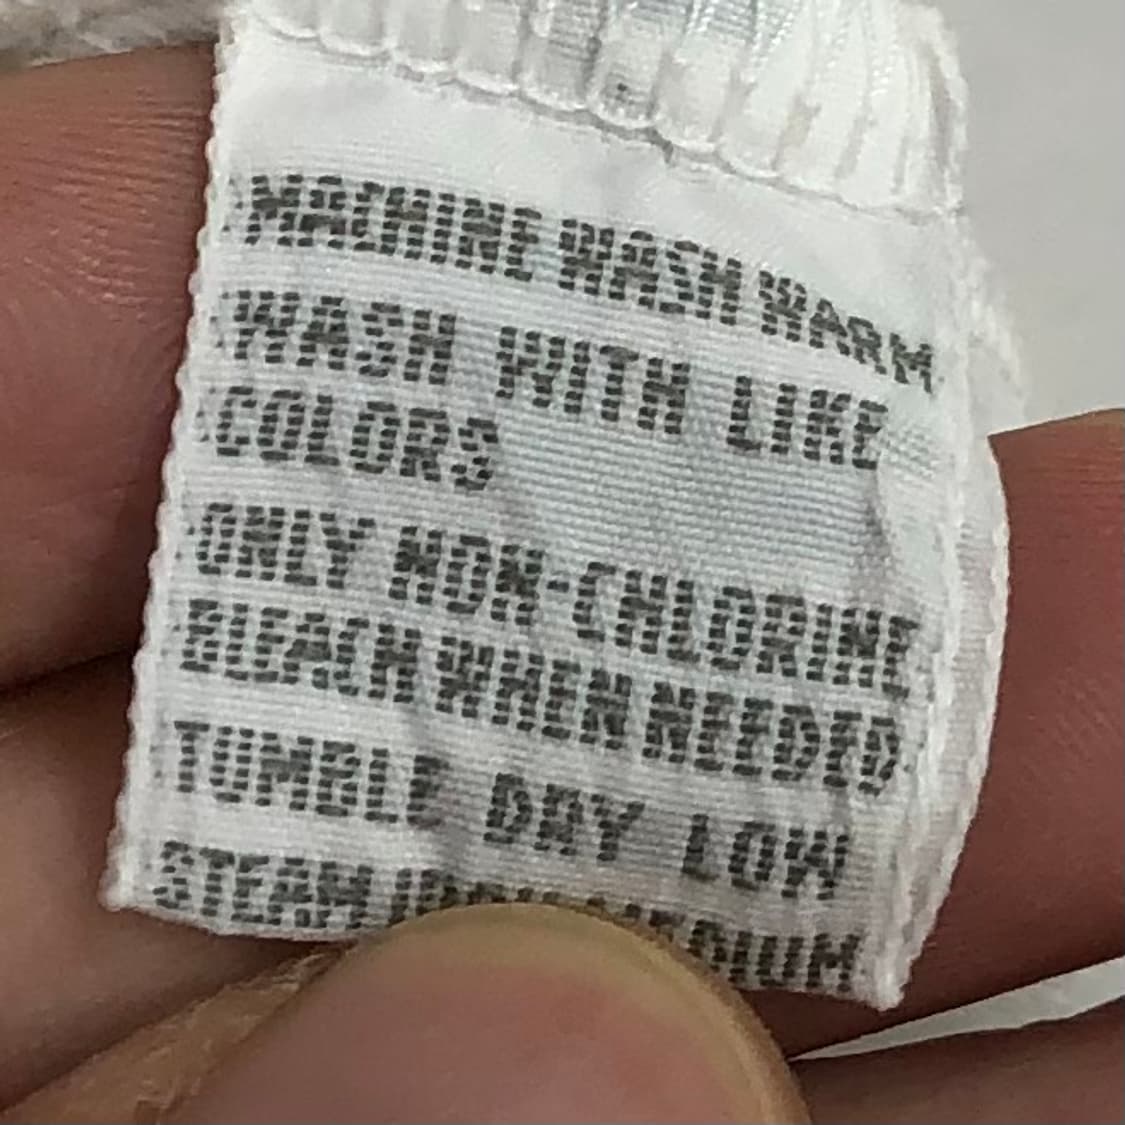 MACHINE WASH WARM
WASH WITH LIKE
COLORS
ONLY NON-CHLORINE
BLEACH WHEN NEEDED
TUMBLE DRY LOW
STEAM